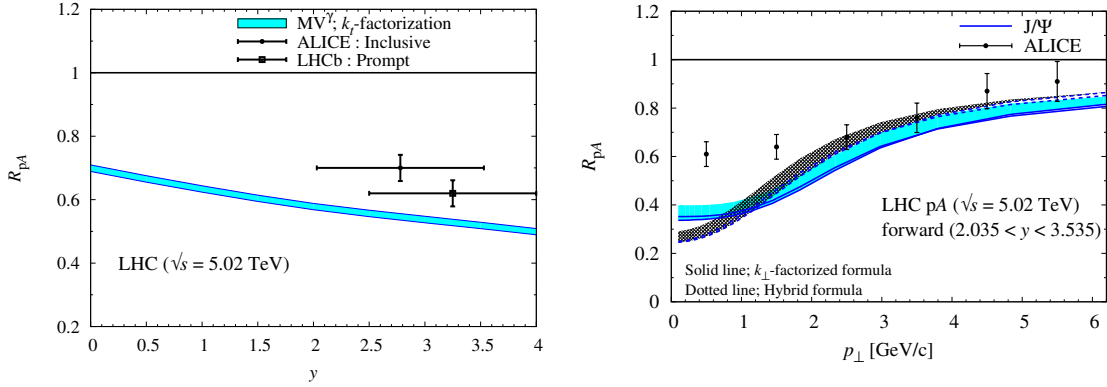 MV^γ; k_t-factorization
ALICE : Inclusive
LHCb : Prompt
1.2
1
0.8
0.6
0.4
0.2
R_pA
LHC (√s = 5.02 TeV)
0 0.5 1 1.5 2 2.5 3 3.5 4
y
J/Ψ
ALICE
1
0.8
0.6
0.4
0.2
0
R_pA
LHC pA (√s = 5.02 TeV)
forward (2.035 < y < 3.535)
Solid line; k_⊥-factorized formula
Dotted line; Hybrid formula
0 1 2 3 4 5 6
p_⊥ [GeV/c]